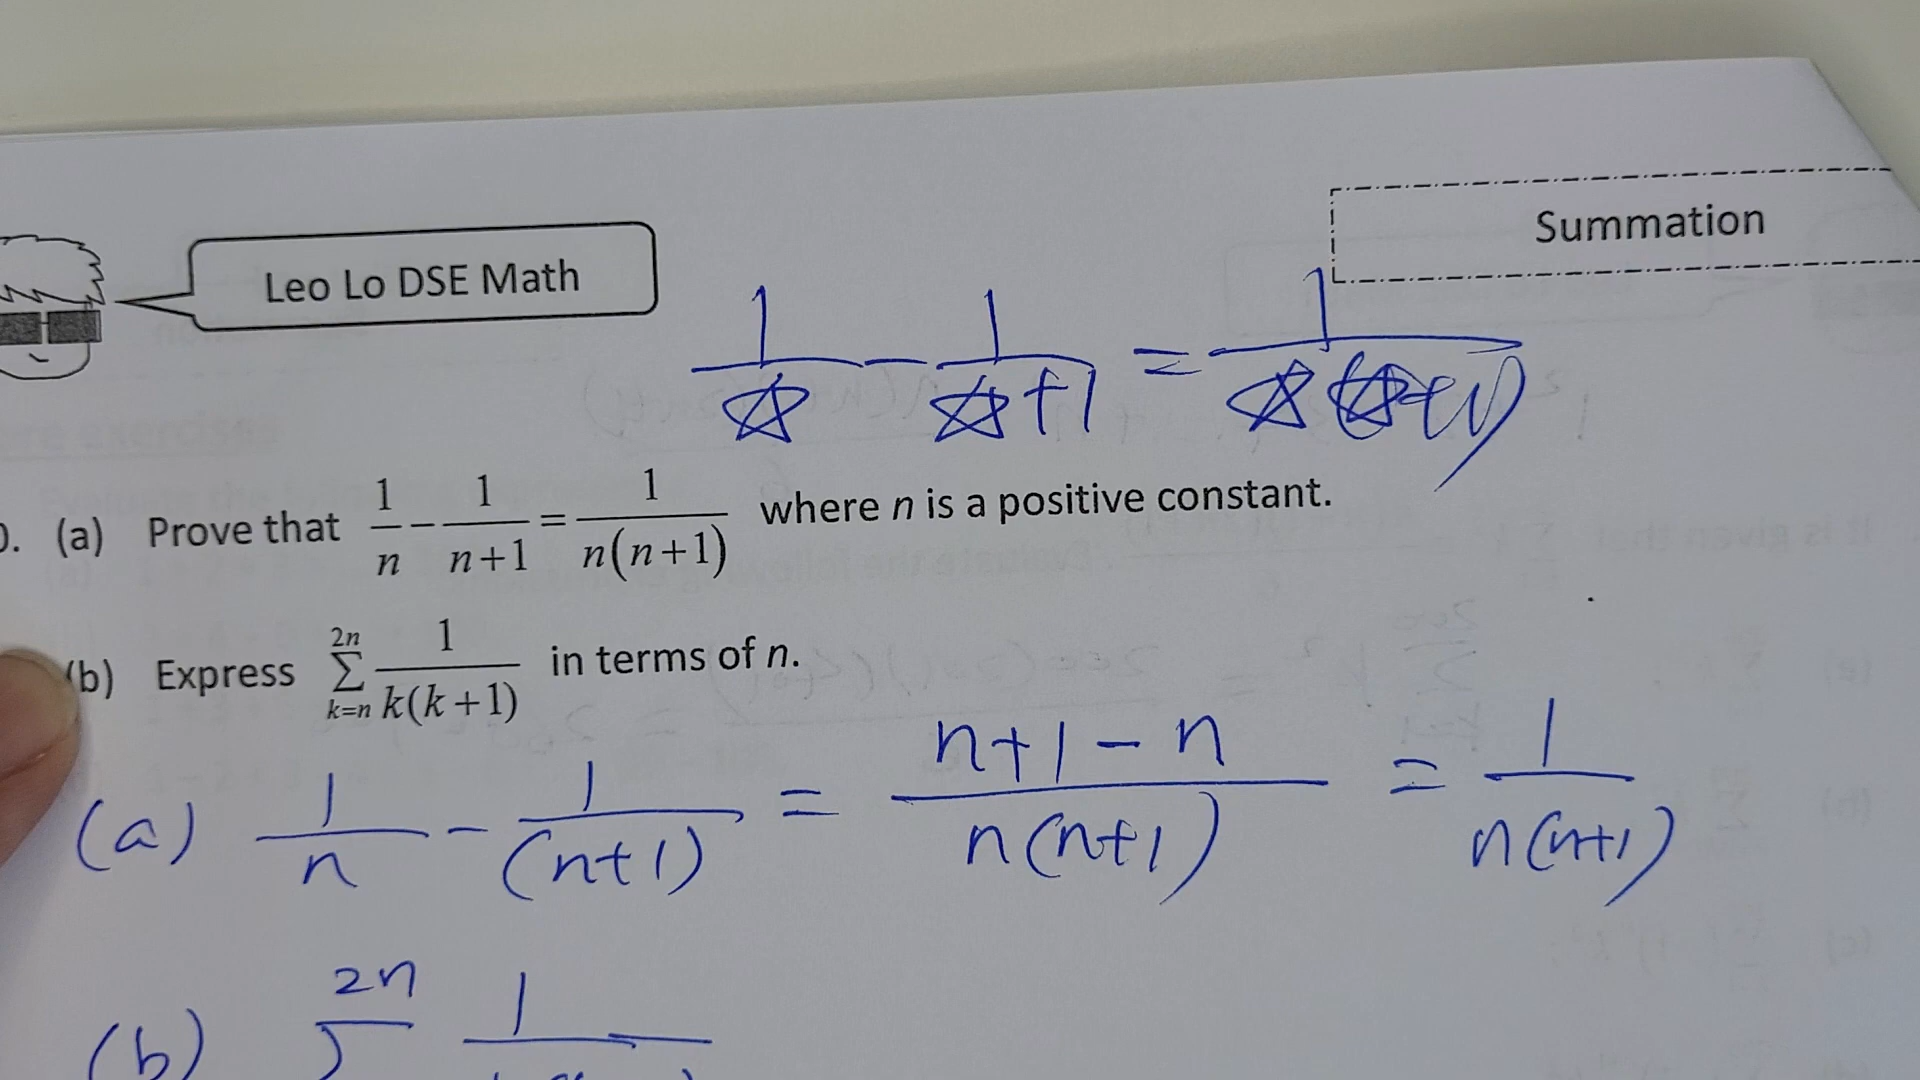 Leo Lo DSE Math
Summation
1/☆ - 1/(☆+1) = 1/(☆(☆+1))
(a) Prove that 1/n - 1/(n+1) = 1/(n(n+1)) where n is a positive constant.
(b) Express ∑_{k=n}^{2n} 1/(k(k+1)) in terms of n.
(a) 1/n - 1/(n+1) = (n+1-n)/(n(n+1)) = 1/(n(n+1))
(b) ∑^{2n} 1